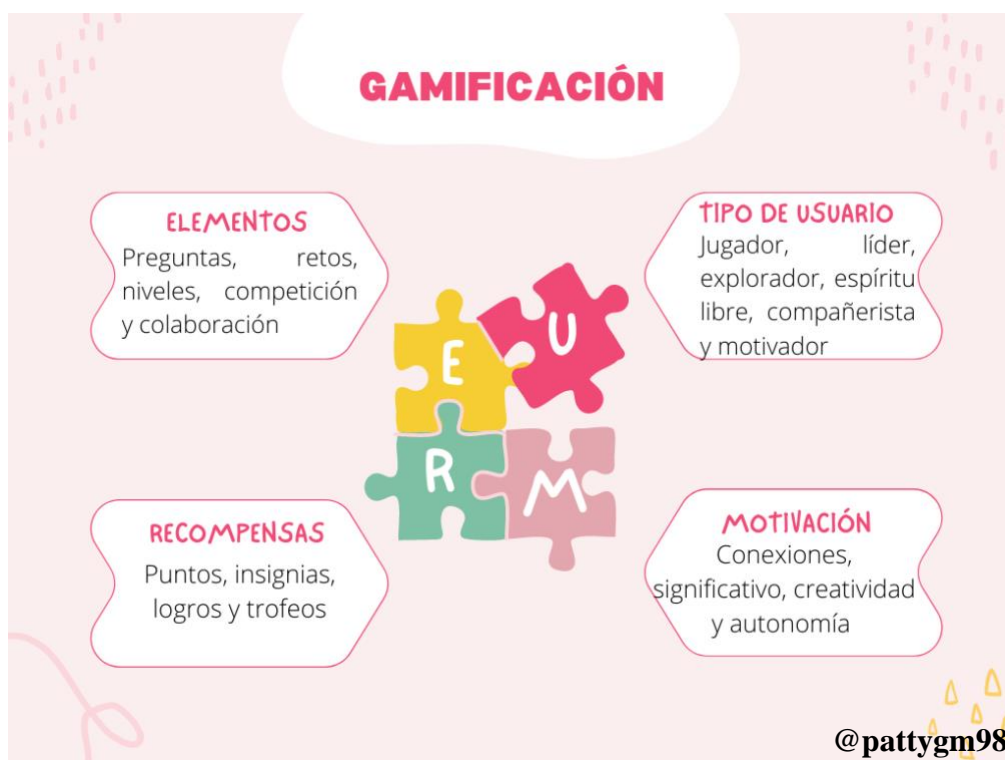 GAMIFICACIÓN
ELEMENTOS
Preguntas, retos,
niveles, competición
y colaboración
TIPO DE USUARIO
Jugador, líder,
explorador, espíritu
libre, compañerista
y motivador
E
U
R
M
RECOMPENSAS
Puntos, insignias,
logros y trofeos
MOTIVACIÓN
Conexiones,
significativo, creatividad
y autonomía
@pattygm98